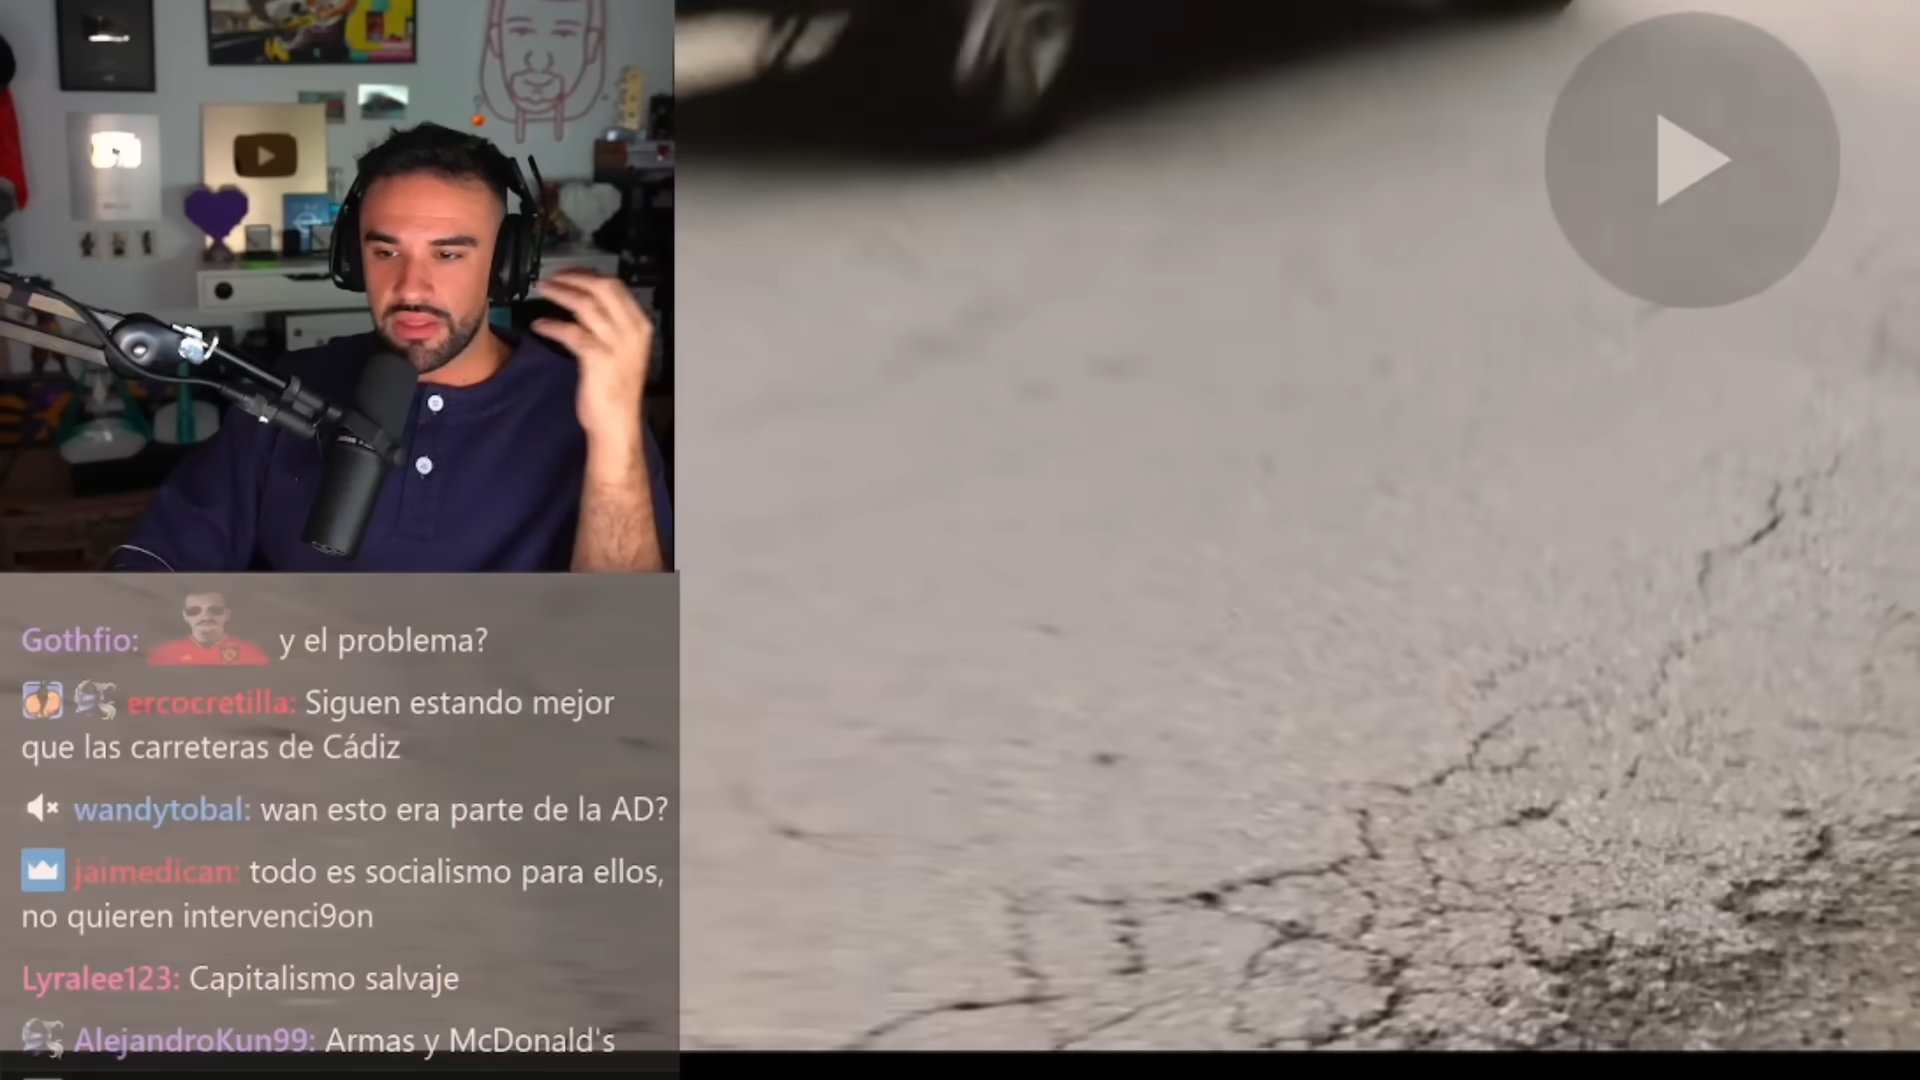 Gothfio: y el problema?
ercocretilla: Siguen estando mejor
que las carreteras de Cádiz
wandytobal: wan esto era parte de la AD?
jaimedican: todo es socialismo para ellos,
no quieren intervenci9on
Lyralee123: Capitalismo salvaje
AlejandroKun99: Armas y McDonald's